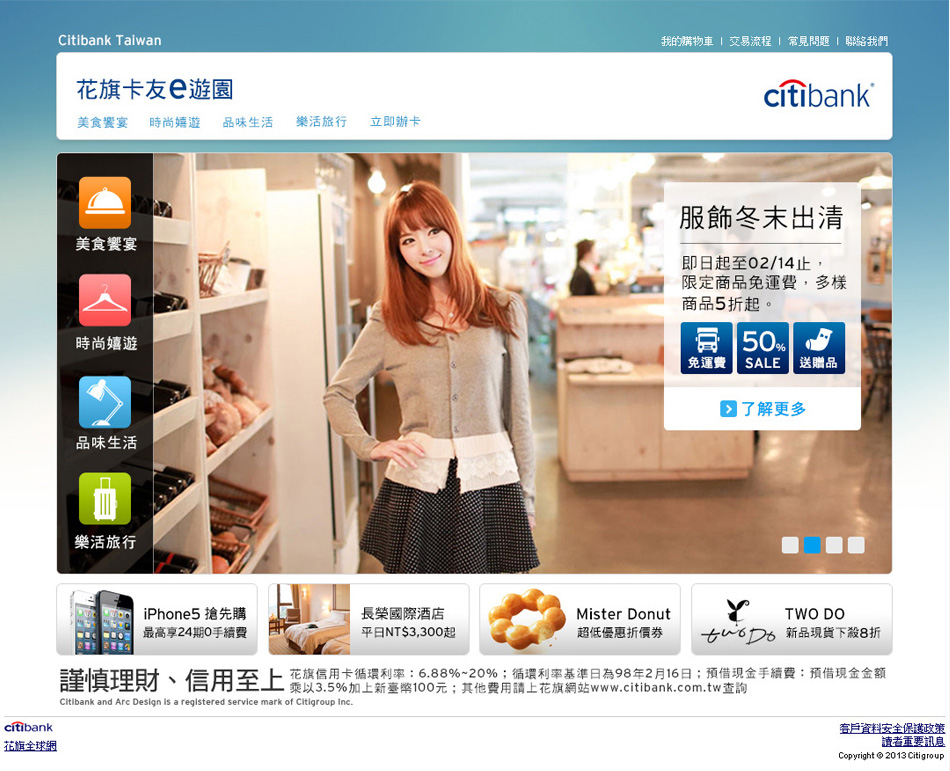 Citibank Taiwan
我的購物車 | 交易流程 | 常見問題 | 聯絡我們
花旗卡友e遊園
citibank
美食饗宴 時尚嬉遊 品味生活 樂活旅行 立即辦卡
美食饗宴
時尚嬉遊
品味生活
樂活旅行
服飾冬末出清
即日起至02/14止，
限定商品免運費，多樣
商品5折起。
免運費
50%
SALE
送贈品
了解更多
iPhone5 搶先購
最高享24期0手續費
長榮國際酒店
平日NT$3,300起
Mister Donut
超低優惠折價券
two Do
TWO DO
新品現貨下殺8折
謹慎理財、信用至上
花旗信用卡循環利率：6.88%~20%；循環利率基準日為98年2月16日；預借現金手續費：預借現金金額
乘以3.5%加上新臺幣100元；其他費用請上花旗網站www.citibank.com.tw查詢
Citibank and Arc Design is a registered service mark of Citigroup Inc.
citibank
花旗全球網
客戶資料安全保護政策
讀者重要訊息
Copyright © 2013 Citigroup